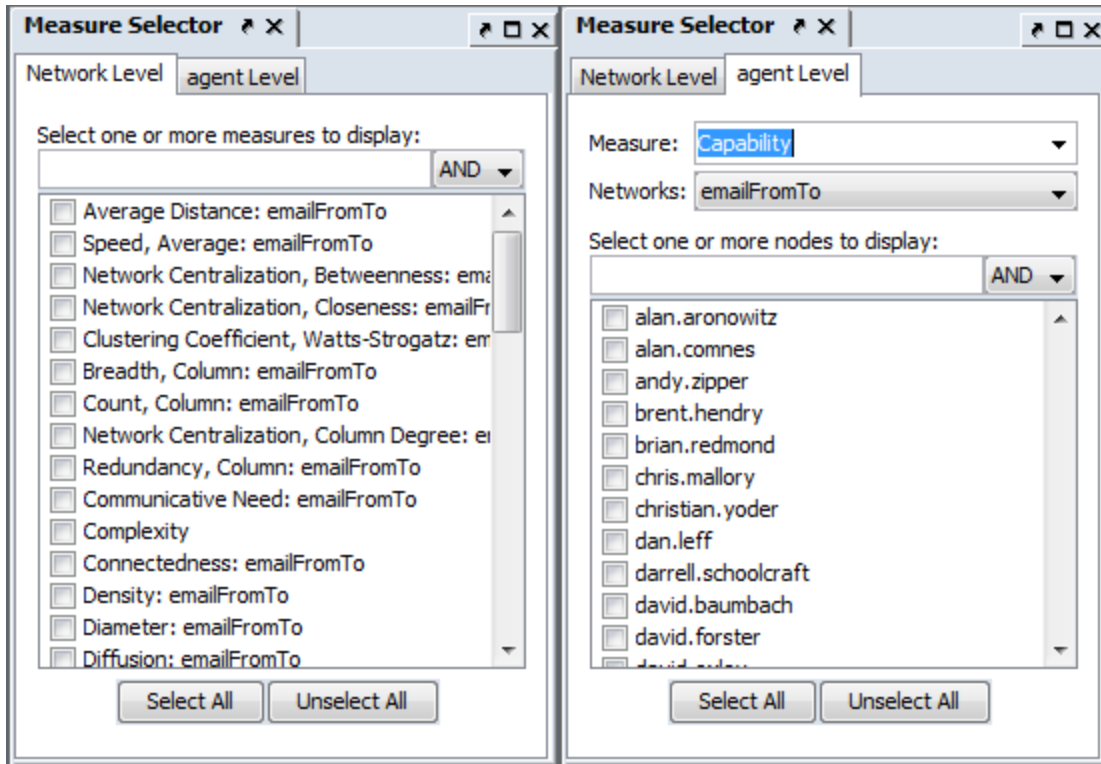 Measure Selector
Network Level agent Level
Select one or more measures to display:
AND
Average Distance: emailFromTo
Speed, Average: emailFromTo
Network Centralization, Betweenness: ema
Network Centralization, Closeness: emailFr
Clustering Coefficient, Watts-Strogatz: em
Breadth, Column: emailFromTo
Count, Column: emailFromTo
Network Centralization, Column Degree: er
Redundancy, Column: emailFromTo
Communicative Need: emailFromTo
Complexity
Connectedness: emailFromTo
Density: emailFromTo
Diameter: emailFromTo
Diffusion: emailFromTo
Select All Unselect All
Measure Selector
Network Level agent Level
Measure: Capability
Networks: emailFromTo
Select one or more nodes to display:
AND
alan.aronowitz
alan.comnes
andy.zipper
brent.hendry
brian.redmond
chris.mallory
christian.yoder
dan.leff
darrell.schoolcraft
david.baumbach
david.forster
Select All Unselect All